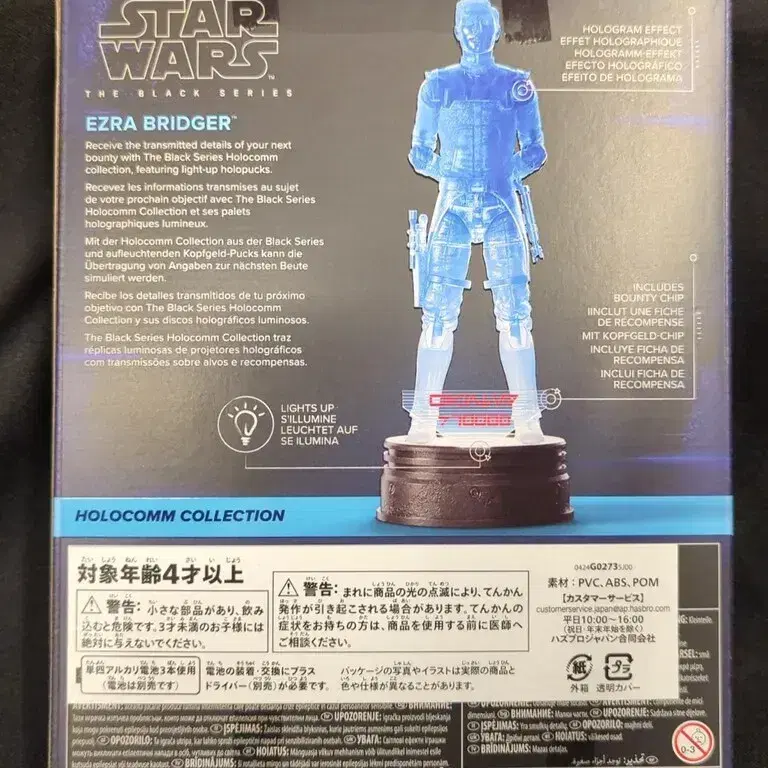 STAR
WARS
THE BLACK SERIES
EZRA BRIDGER™
Receive the transmitted details of your next
bounty with The Black Series Holocomm
collection, featuring light-up holopucks.
Recevez les informations transmises au sujet
de votre prochain objectif avec The Black Series
Holocomm Collection et ses palets
holographiques lumineux.
Mit der Holocomm Collection aus der Black Series
und aufleuchtenden Kopfgeld-Pucks kann die
Übertragung von Angaben zur nächsten Beute
simuliert werden.
Recibe los detalles transmitidos de tu próximo
objetivo con The Black Series Holocomm
Collection y sus discos holográficos luminosos.
The Black Series Holocomm Collection traz
réplicas luminosas de projetores holográficos
com transmissões sobre alvos e recompensas.
HOLOGRAM EFFECT
EFFET HOLOGRAPHIQUE
HOLOGRAMM-EFFEKT
EFECTO HOLOGRÁFICO
EFEITO DE HOLOGRAMA
INCLUDES
BOUNTY CHIP
INCLUT UNE FICHE
DE RÉCOMPENSE
MIT KOPFGELD-CHIP
INCLUYE FICHA DE
RECOMPENSA
INCLUI FICHA DE
RECOMPENSA
LIGHTS UP
S'ILLUMINE
LEUCHTET AUF
SE ILUMINA
HOLOCOMM COLLECTION
対象年齢4才以上
警告: 小さな部品があり、飲み
込むと危険です。3才未満のお子様には
絶対に与えないでください。
警告: まれに商品の光の点滅により、てんかん
発作が引き起こされる場合があります。てんかんの
症状をお持ちの方は、商品を使用する前に医師へ
ご相談ください。
単四アルカリ電池3本使用
(電池は別売です)
電池の装着・交換にプラス
ドライバー(別売)が必要です。
パッケージの写真やイラストは実際の商品と
色や仕様が異なることがあります。
0424G02735J00
素材:PVC、ABS、POM
【カスタマーサービス】
customerservice.japan@ap.hasbro.com
平日10:00~16:00
(祝日・年末年始を除く)
ハズブロジャパン合同会社
紙
外箱
プラ
透明カバー
0-3